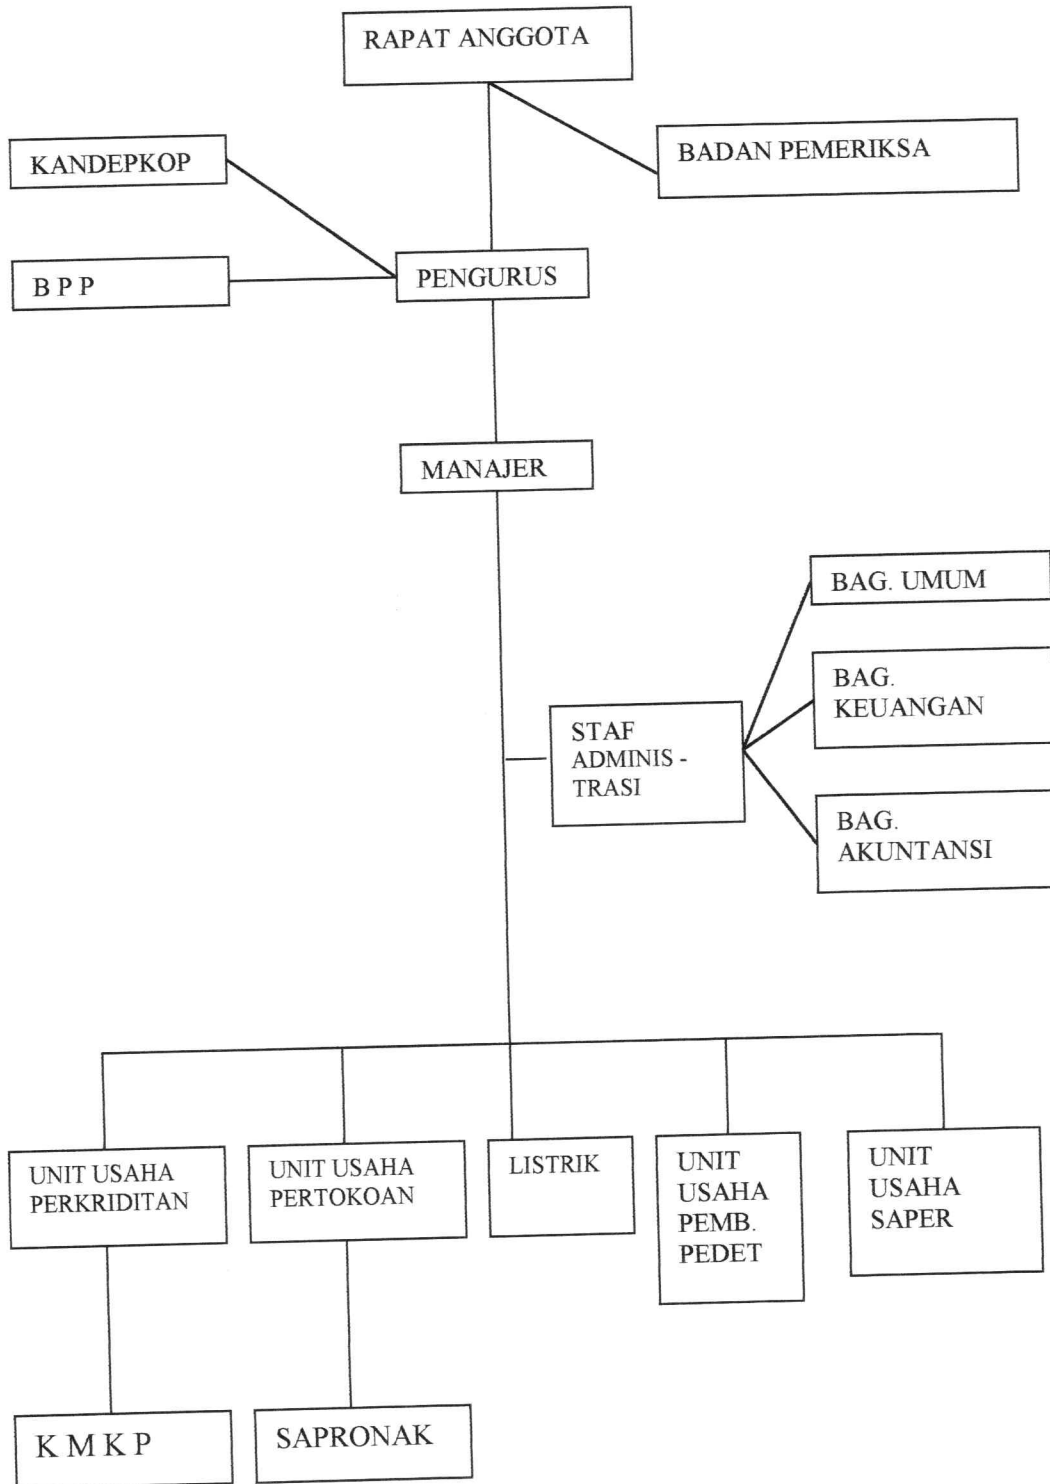 RAPAT ANGGOTA
BADAN PEMERIKSA
KANDEPKOP
B P P
PENGURUS
MANAJER
BAG. UMUM
BAG.
KEUANGAN
STAF
ADMINIS -
TRASI
BAG.
AKUNTANSI
UNIT USAHA
PERKRIDITAN
UNIT USAHA
PERTOKOAN
LISTRIK
UNIT
USAHA
PEMB.
PEDET
UNIT
USAHA
SAPER
K M K P
SAPRONAK